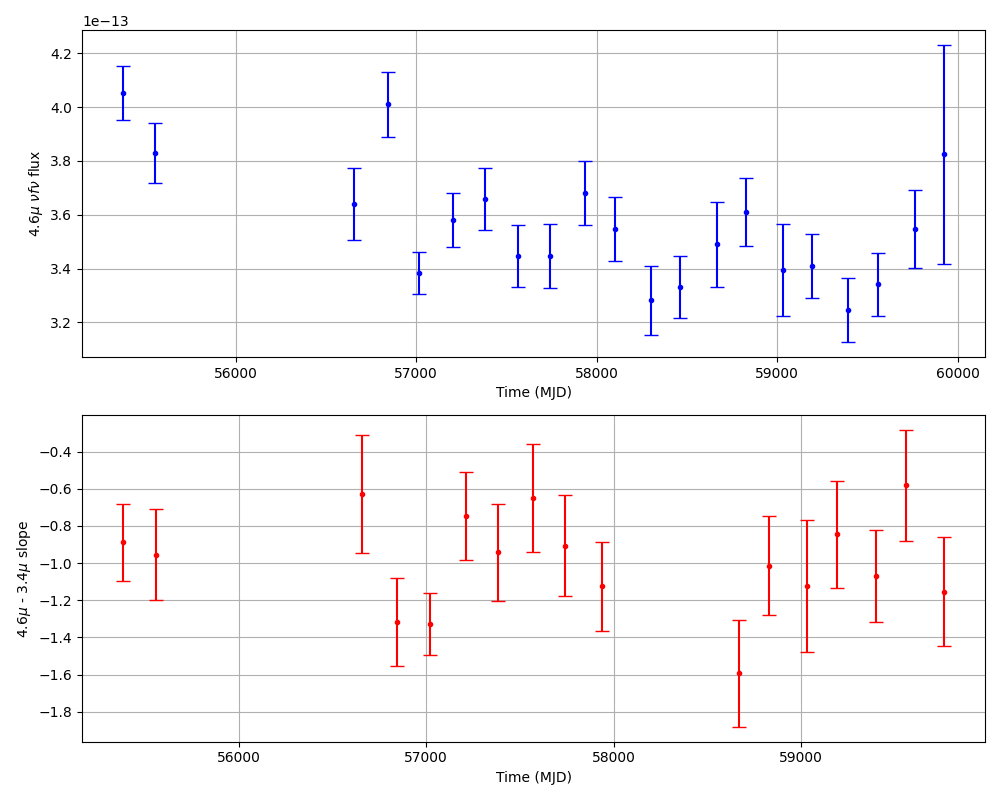 1e−13
4.2
4.0
3.8
3.6
3.4
3.2
4.6μ νfν flux
56000 57000 58000 59000 60000
Time (MJD)
−0.4
−0.6
−0.8
−1.0
−1.2
−1.4
−1.6
−1.8
4.6μ - 3.4μ slope
56000 57000 58000 59000
Time (MJD)